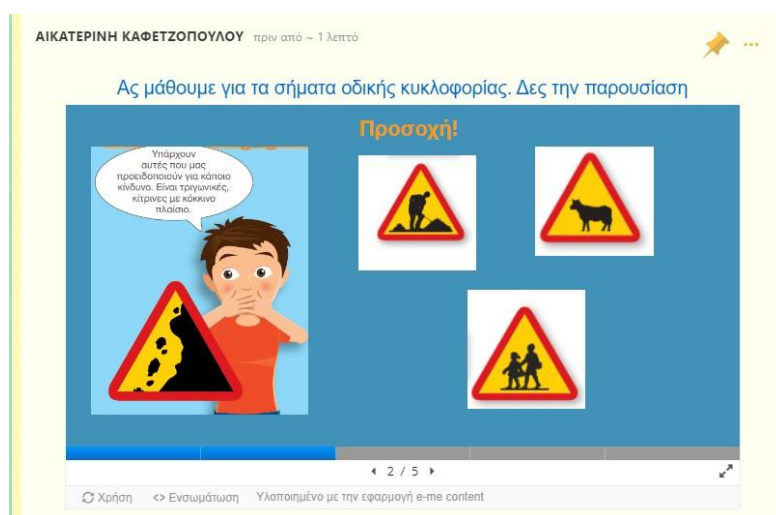 ΑΙΚΑΤΕΡΙΝΗ ΚΑΦΕΤΖΟΠΟΥΛΟΥ πριν από ~ 1 λεπτό
Ας μάθουμε για τα σήματα οδικής κυκλοφορίας. Δες την παρουσίαση
Προσοχή!
Υπάρχουν
αυτές που μας
προειδοποιούν για κάποιο
κίνδυνο. Είναι τριγωνικές,
κίτρινες με κόκκινο
πλαίσιο.
2 / 5
Χρήση <> Ενσωμάτωση Υλοποιημένο με την εφαρμογή e-me content